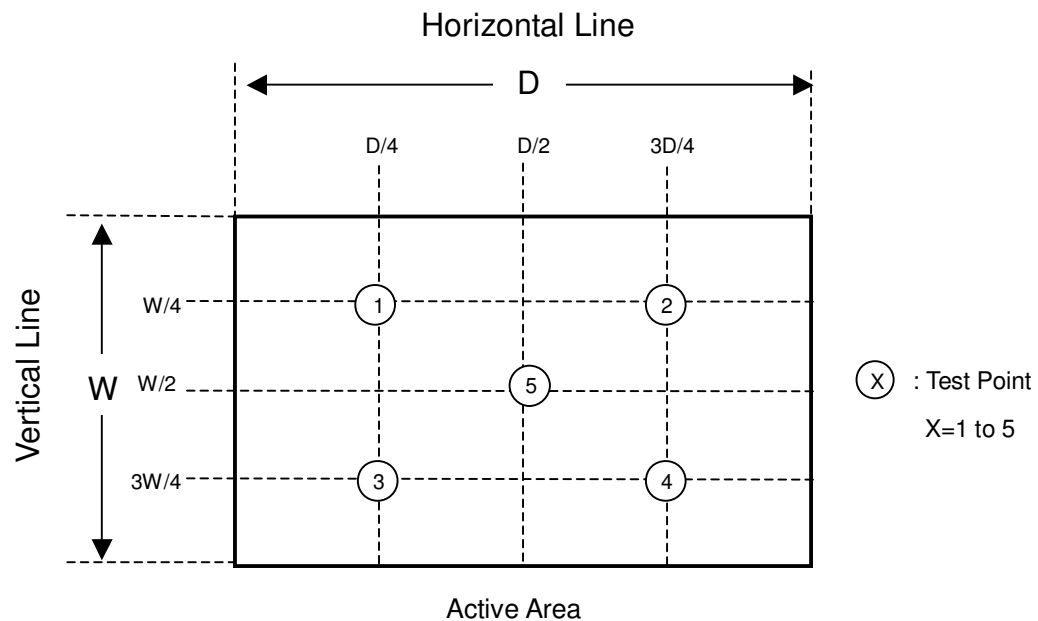 Horizontal Line
D
D/4 D/2 3D/4
W/4 1 2
Vertical Line
W W/2 5
X : Test Point
X=1 to 5
3W/4 3 4
Active Area